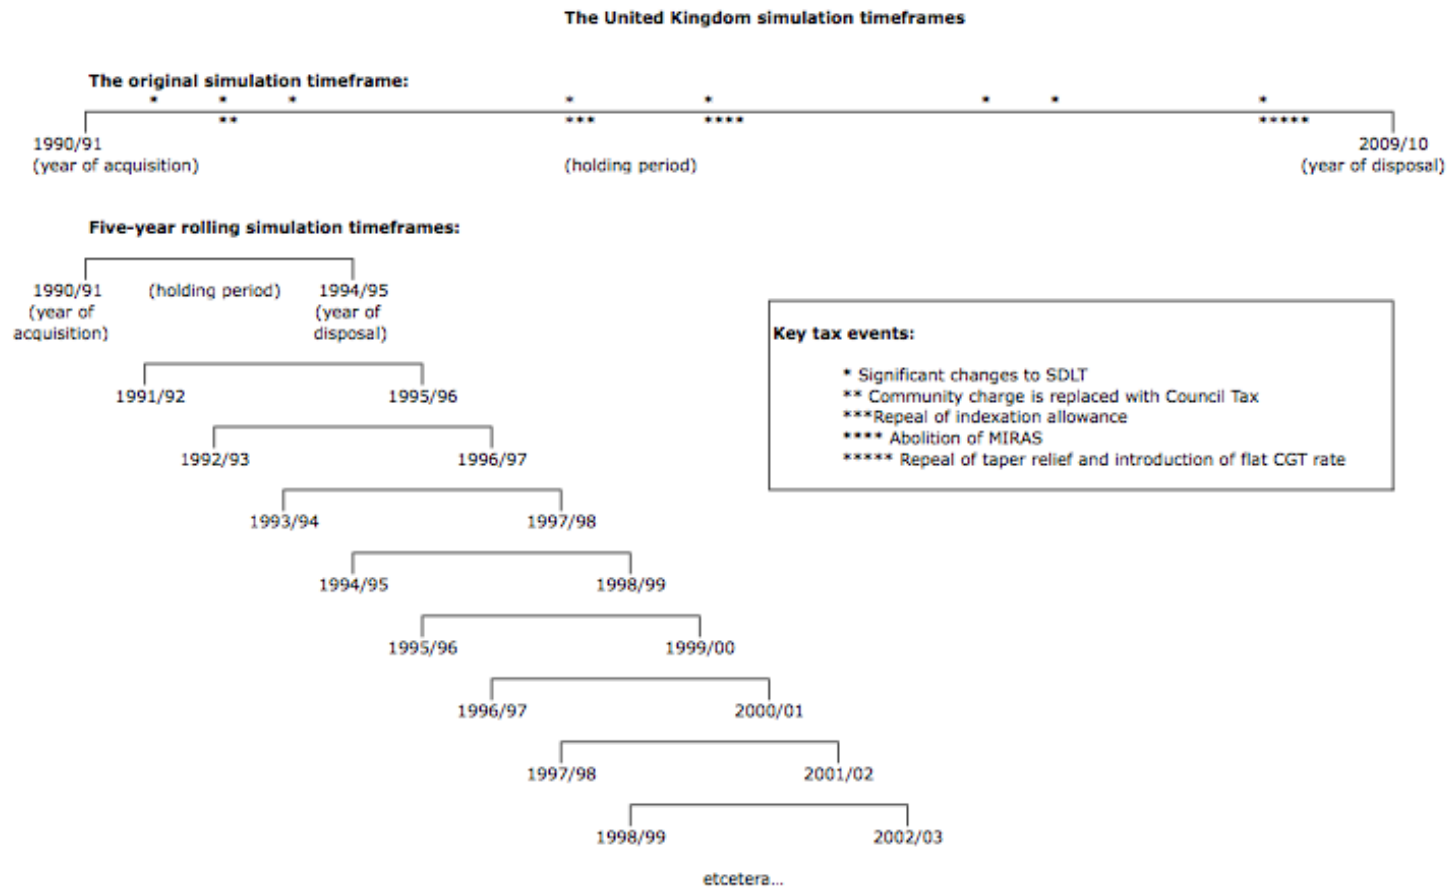 The United Kingdom simulation timeframes
The original simulation timeframe:
* * * * * * * *
** *** **** *****
1990/91 2009/10
(year of acquisition) (holding period) (year of disposal)
Five-year rolling simulation timeframes:
1990/91 (holding period) 1994/95
(year of (year of
acquisition) disposal)
Key tax events:
* Significant changes to SDLT
** Community charge is replaced with Council Tax
***Repeal of indexation allowance
**** Abolition of MIRAS
***** Repeal of taper relief and introduction of flat CGT rate
1991/92 1995/96
1992/93 1996/97
1993/94 1997/98
1994/95 1998/99
1995/96 1999/00
1996/97 2000/01
1997/98 2001/02
1998/99 2002/03
etcetera...